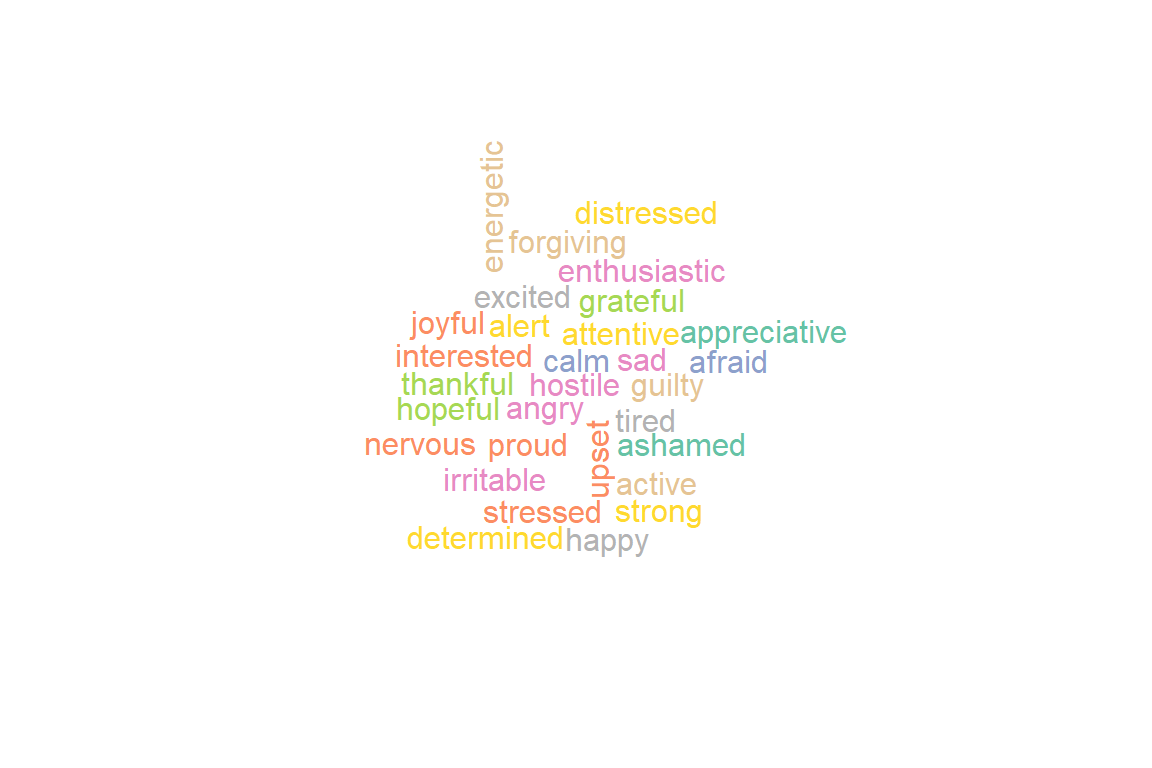 energetic
distressed
forgiving
enthusiastic
excited grateful
joyful alert attentive appreciative
interested calm sad afraid
thankful hostile guilty
hopeful angry tired
upset
nervous proud ashamed
irritable active
stressed strong
determined happy